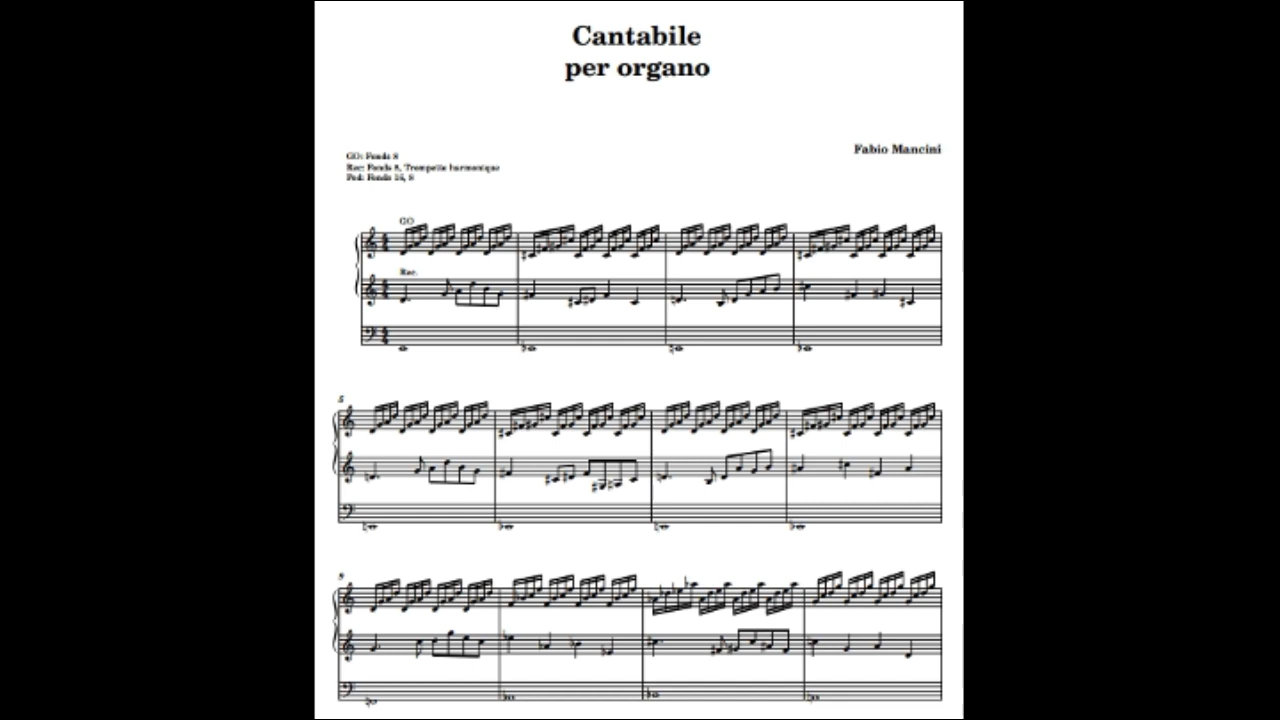 Cantabile
per organo
Fabio Mancini
GO: Fonds 8
Rec: Fonds 8, Trompette harmonique
Ped: Fonds 16, 8
GO
Rec.
5
9